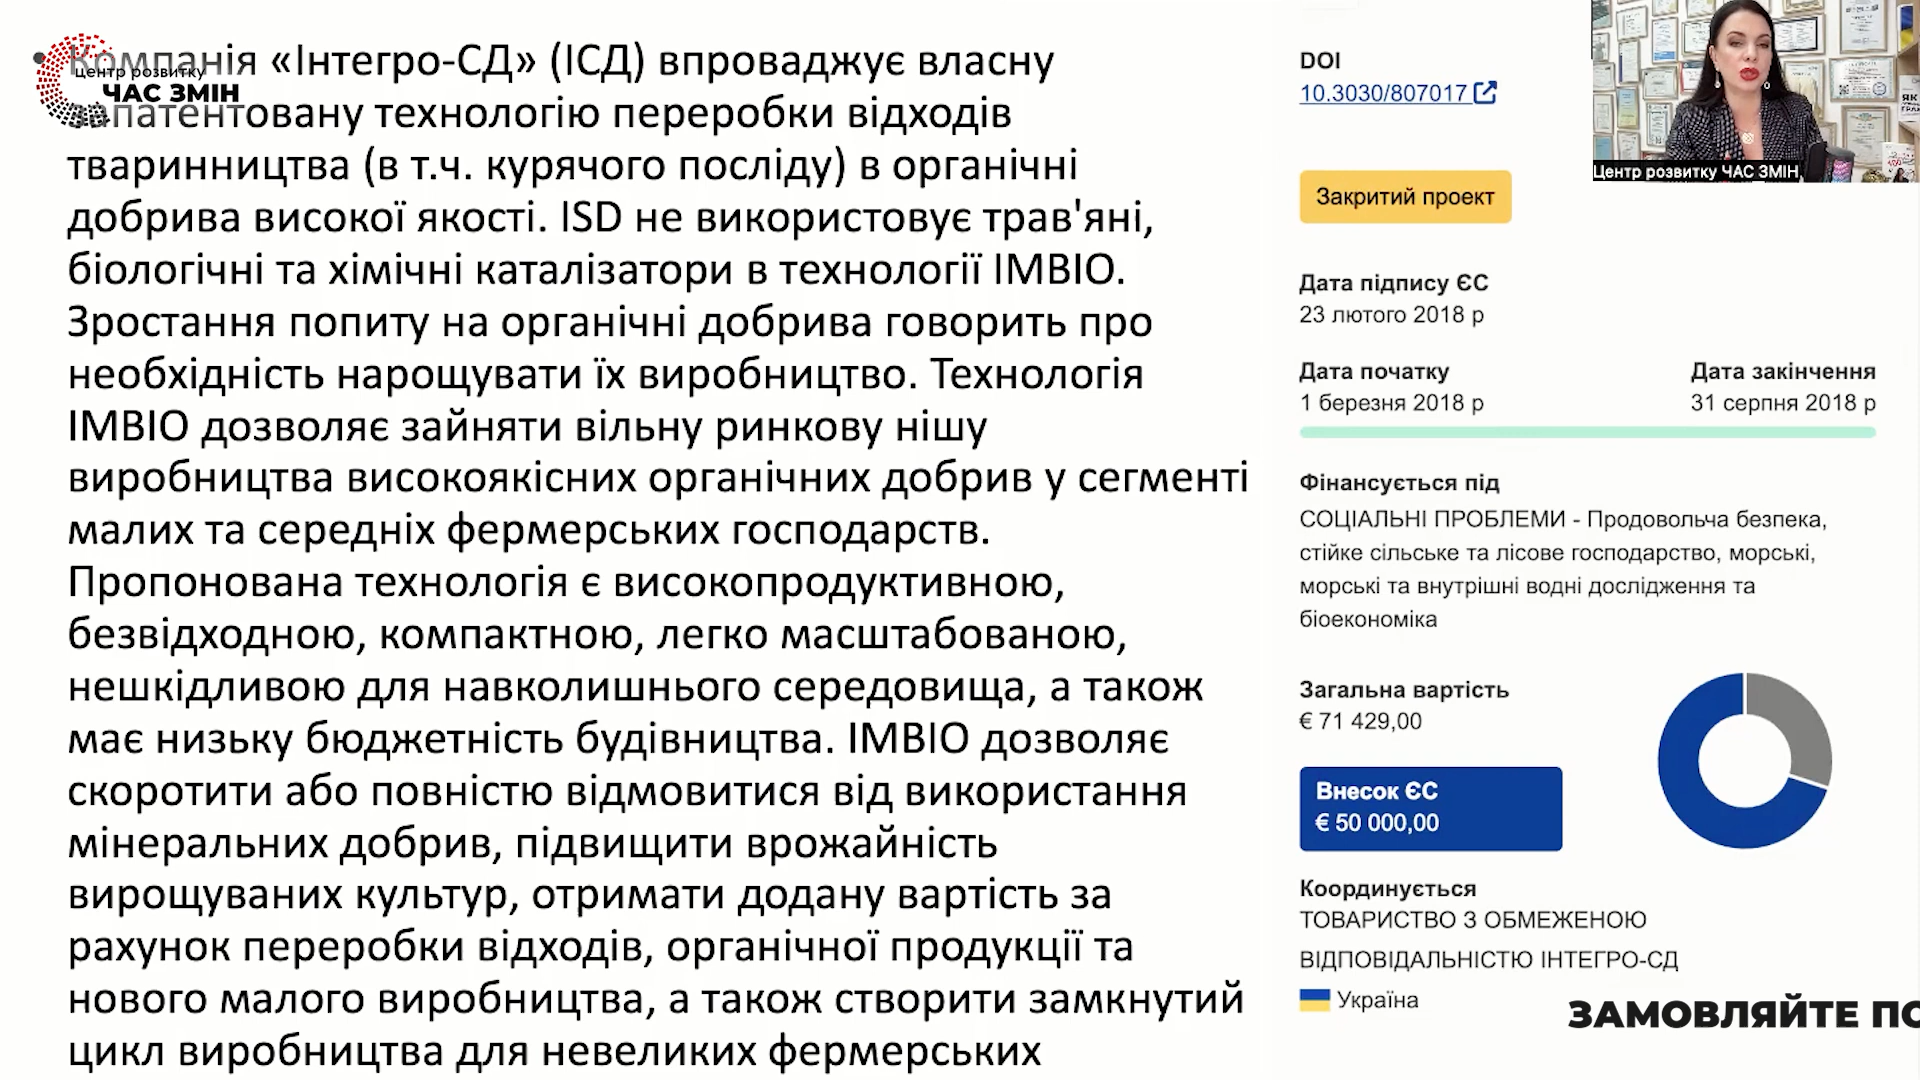 • Компанія «Інтегро-СД» (ІСД) впроваджує власну
запатентовану технологію переробки відходів
тваринництва (в т.ч. курячого посліду) в органічні
добрива високої якості. ISD не використовує трав'яні,
біологічні та хімічні каталізатори в технології IMBIO.
Зростання попиту на органічні добрива говорить про
необхідність нарощувати їх виробництво. Технологія
IMBIO дозволяє зайняти вільну ринкову нішу
виробництва високоякісних органічних добрив у сегменті
малих та середніх фермерських господарств.
Пропонована технологія є високопродуктивною,
безвідходною, компактною, легко масштабованою,
нешкідливою для навколишнього середовища, а також
має низьку бюджетність будівництва. IMBIO дозволяє
скоротити або повністю відмовитися від використання
мінеральних добрив, підвищити врожайність
вирощуваних культур, отримати додану вартість за
рахунок переробки відходів, органічної продукції та
нового малого виробництва, а також створити замкнутий
цикл виробництва для невеликих фермерських
центр розвитку
ЧАС ЗМІН
DOI
10.3030/807017
Закритий проект
Дата підпису ЄС
23 лютого 2018 р
Дата початку
1 березня 2018 р
Дата закінчення
31 серпня 2018 р
Фінансується під
СОЦІАЛЬНІ ПРОБЛЕМИ - Продовольча безпека,
стійке сільське та лісове господарство, морські,
морські та внутрішні водні дослідження та
біоекономіка
Загальна вартість
€ 71 429,00
Внесок ЄС
€ 50 000,00
Координується
ТОВАРИСТВО З ОБМЕЖЕНОЮ
ВІДПОВІДАЛЬНІСТЮ ІНТЕГРО-СД
Україна
Центр розвитку ЧАС ЗМІН
ЯК
ЗАМОВЛЯЙТЕ ПО